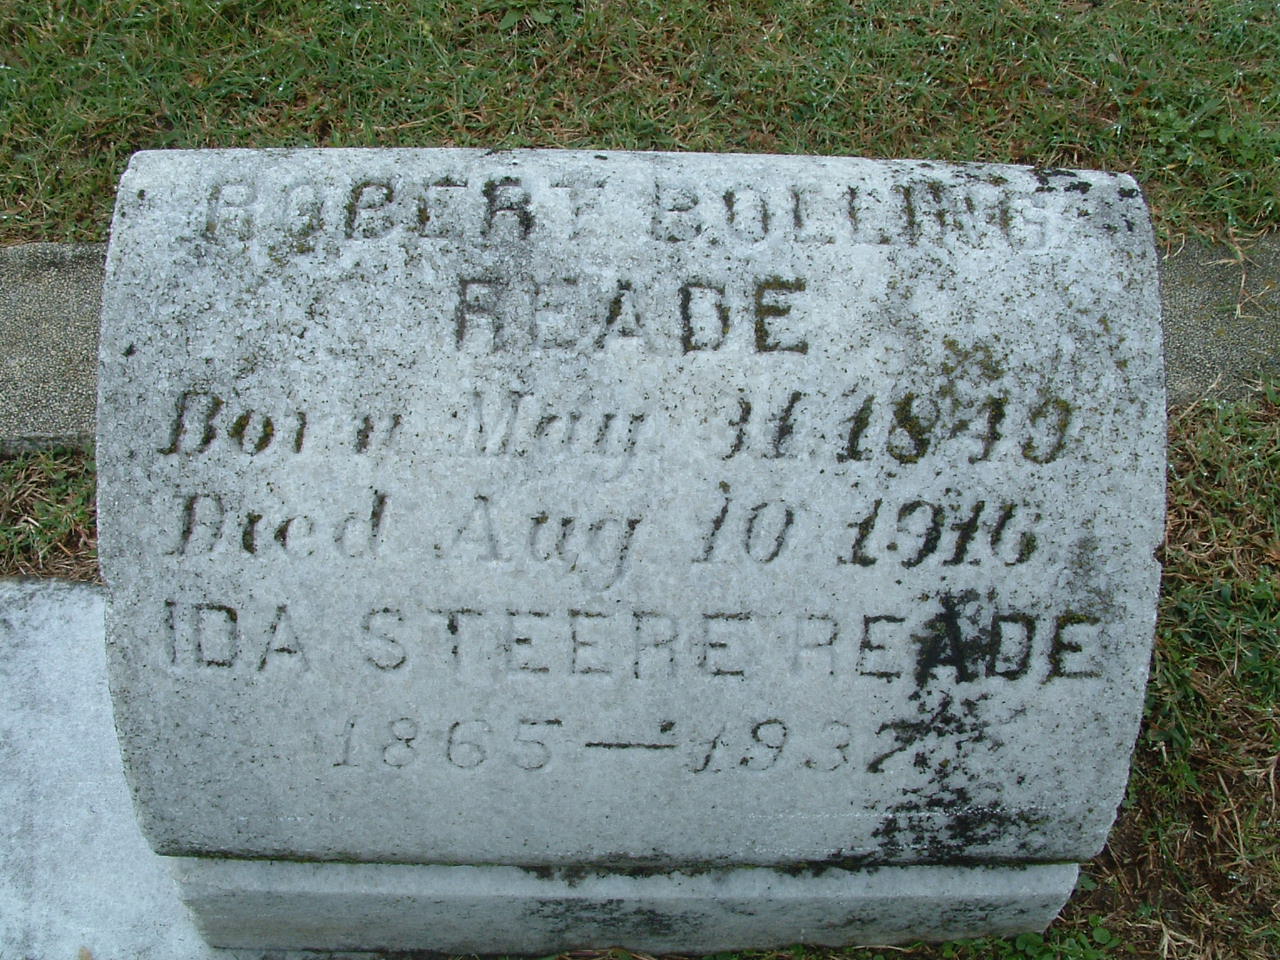 ROBERT BOLLING
READE
Born May 31. 1849
Died Aug 10. 1916
IDA STEERE READE
1865 — 1937